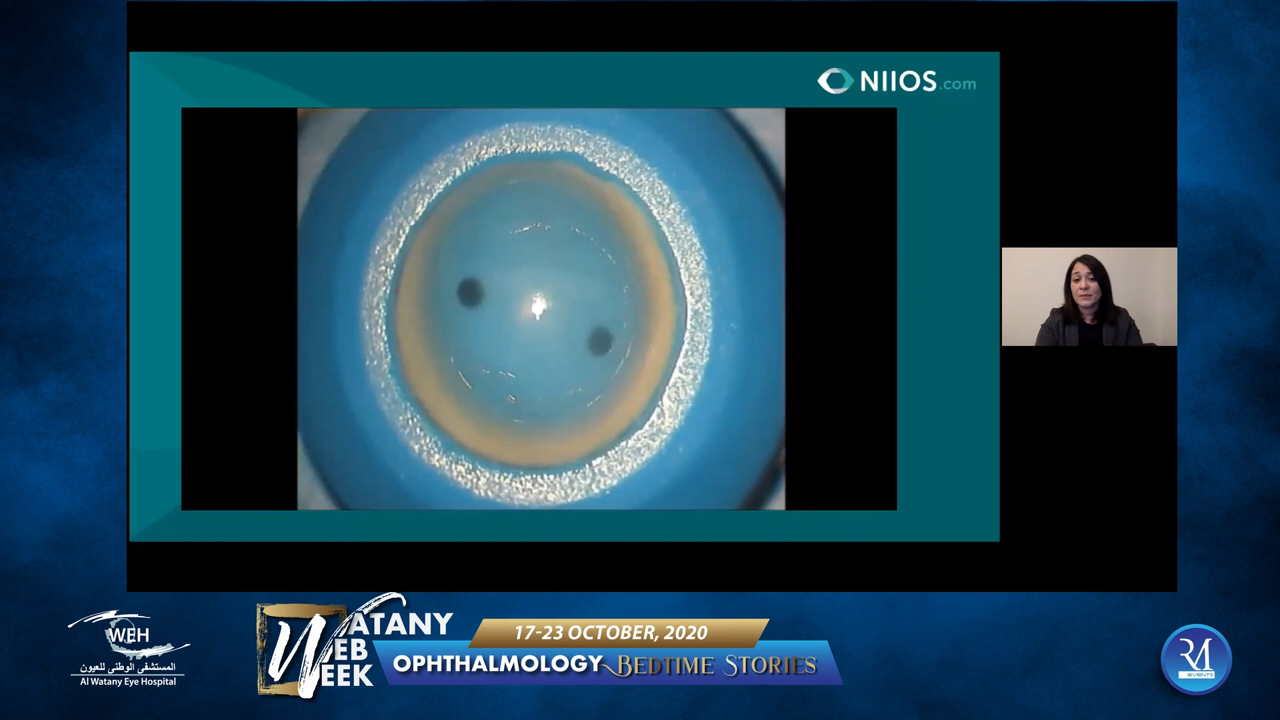 NIIOS.com
WEH
المستشفى الوطنى للعيون
Al Watany Eye Hospital
WATANY
WEB
WEEK
17-23 OCTOBER, 2020
OPHTHALMOLOGY BEDTIME STORIES
RM
EVENTS